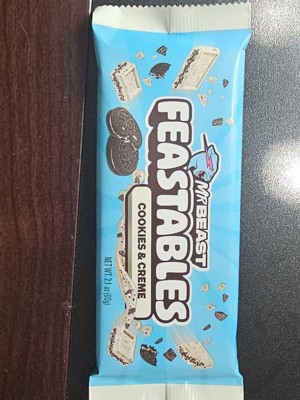 MR BEAST
FEASTABLES
COOKIES & CREME
NET WT. 2.1 oz (60g)